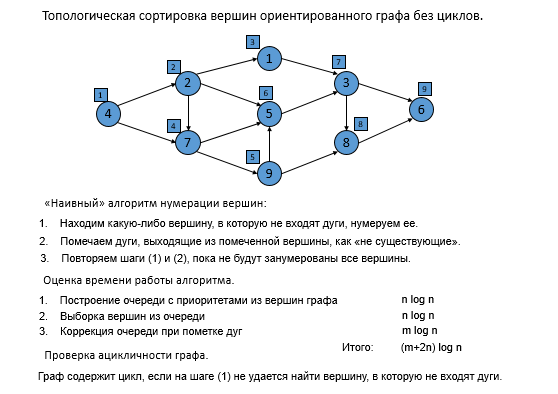 Топологическая сортировка вершин ориентированного графа без циклов.
3
1
7
2
2
3
9
1
6
6
4
5
4
8
7
5
8
9
«Наивный» алгоритм нумерации вершин:
1. Находим какую-либо вершину, в которую не входят дуги, нумеруем ее.
2. Помечаем дуги, выходящие из помеченной вершины, как «не существующие».
3. Повторяем шаги (1) и (2), пока не будут занумерованы все вершины.
Оценка времени работы алгоритма.
1. Построение очереди с приоритетами из вершин графа n log n
2. Выборка вершин из очереди n log n
3. Коррекция очереди при пометке дуг m log n
Итого: (m+2n) log n
Проверка ацикличности графа.
Граф содержит цикл, если на шаге (1) не удается найти вершину, в которую не входят дуги.